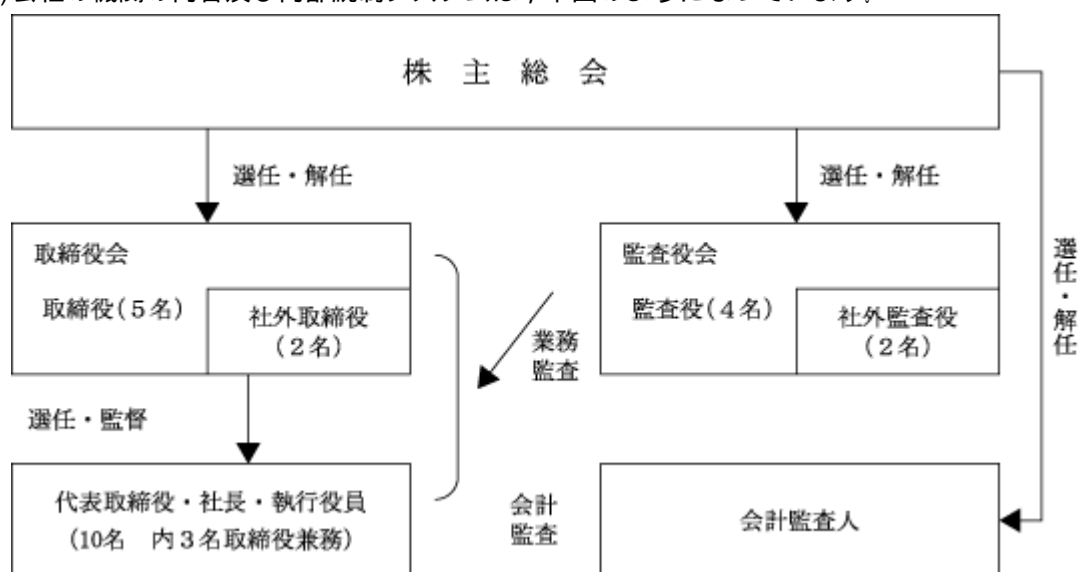 株主総会
選任・解任
選任・解任
選任・解任
取締役会
取締役(5名)
社外取締役
(2名)
監査役会
監査役(4名)
社外監査役
(2名)
業務
監査
選任・監督
代表取締役・社長・執行役員
(10名 内3名取締役兼務)
会計
監査
会計監査人